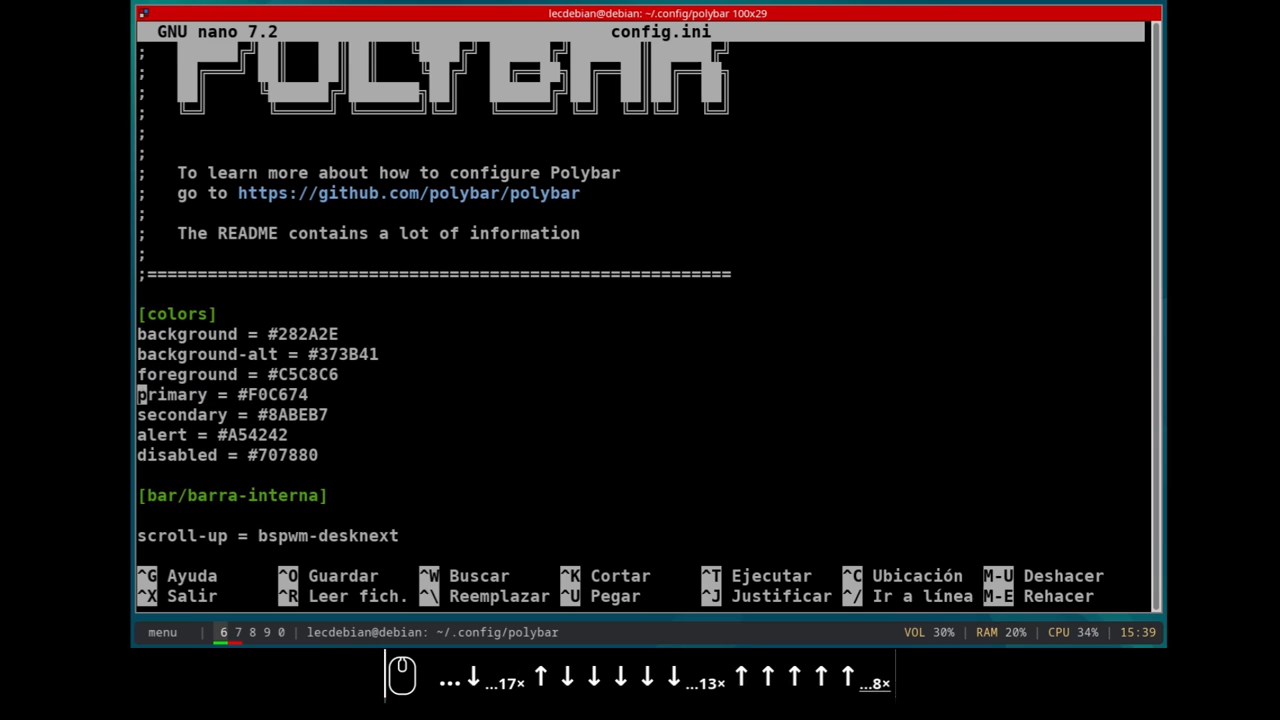 lecdebian@debian: ~/.config/polybar 100x29
GNU nano 7.2 config.ini
;
; POLYBAR
;
;
;
;
; To learn more about how to configure Polybar
; go to https://github.com/polybar/polybar
;
; The README contains a lot of information
;
;==========================================================
[colors]
background = #282A2E
background-alt = #373B41
foreground = #C5C8C6
primary = #F0C674
secondary = #8ABEB7
alert = #A54242
disabled = #707880
[bar/barra-interna]
scroll-up = bspwm-desknext
^G Ayuda ^O Guardar ^W Buscar ^K Cortar ^T Ejecutar ^C Ubicación M-U Deshacer
^X Salir ^R Leer fich. ^\ Reemplazar ^U Pegar ^J Justificar ^/ Ir a línea M-E Rehacer
menu | 6 7 8 9 0 | lecdebian@debian: ~/.config/polybar VOL 30% | RAM 20% | CPU 34% | 15:39
...↓...17× ↑ ↓ ↓ ↓ ↓ ↓...13× ↑ ↑ ↑ ↑ ↑...8×